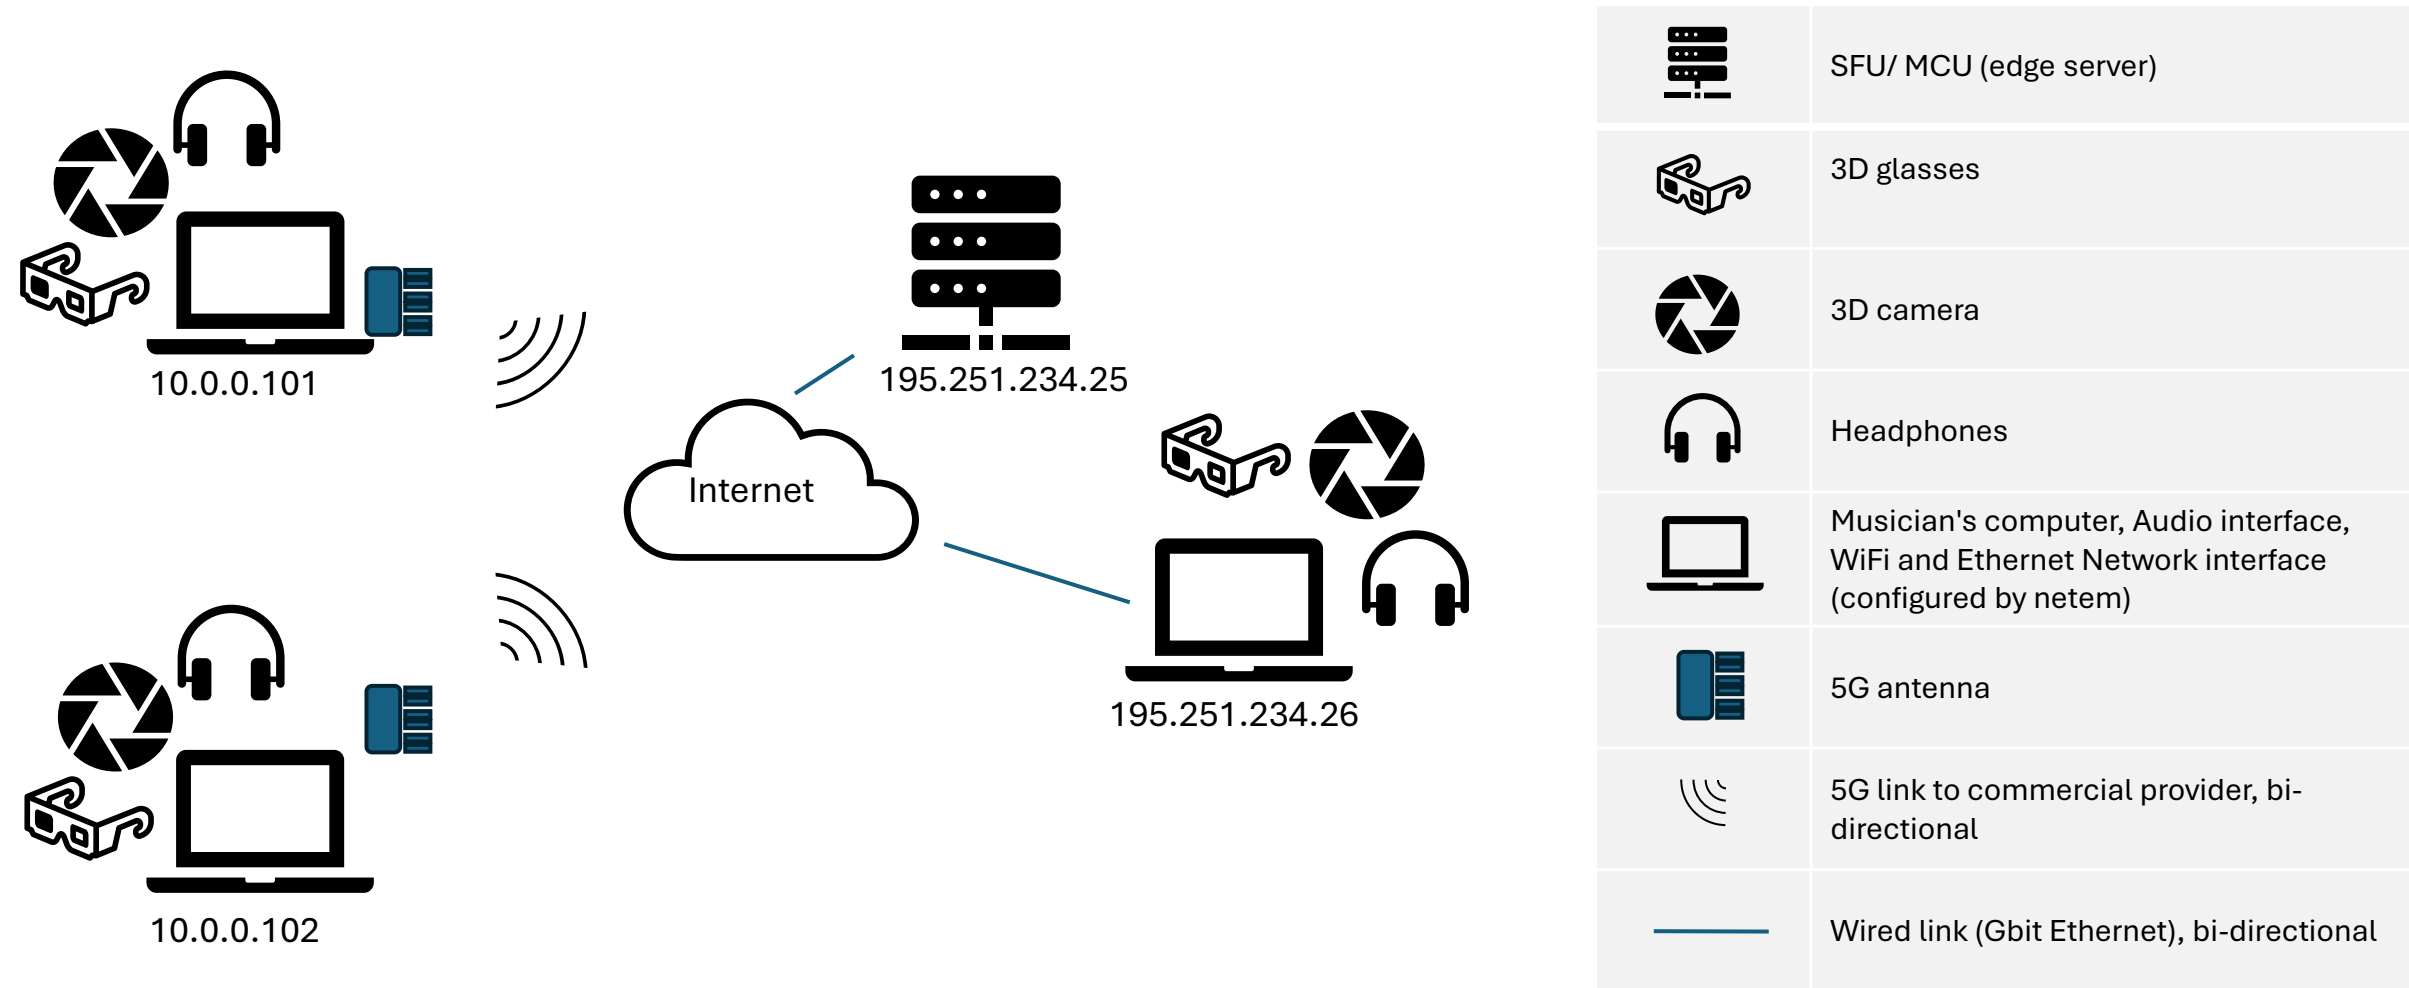 10.0.0.101
195.251.234.25
Internet
195.251.234.26
10.0.0.102
SFU/ MCU (edge server)
3D glasses
3D camera
Headphones
Musician's computer, Audio interface,
WiFi and Ethernet Network interface
(configured by netem)
5G antenna
5G link to commercial provider, bi-
directional
Wired link (Gbit Ethernet), bi-directional